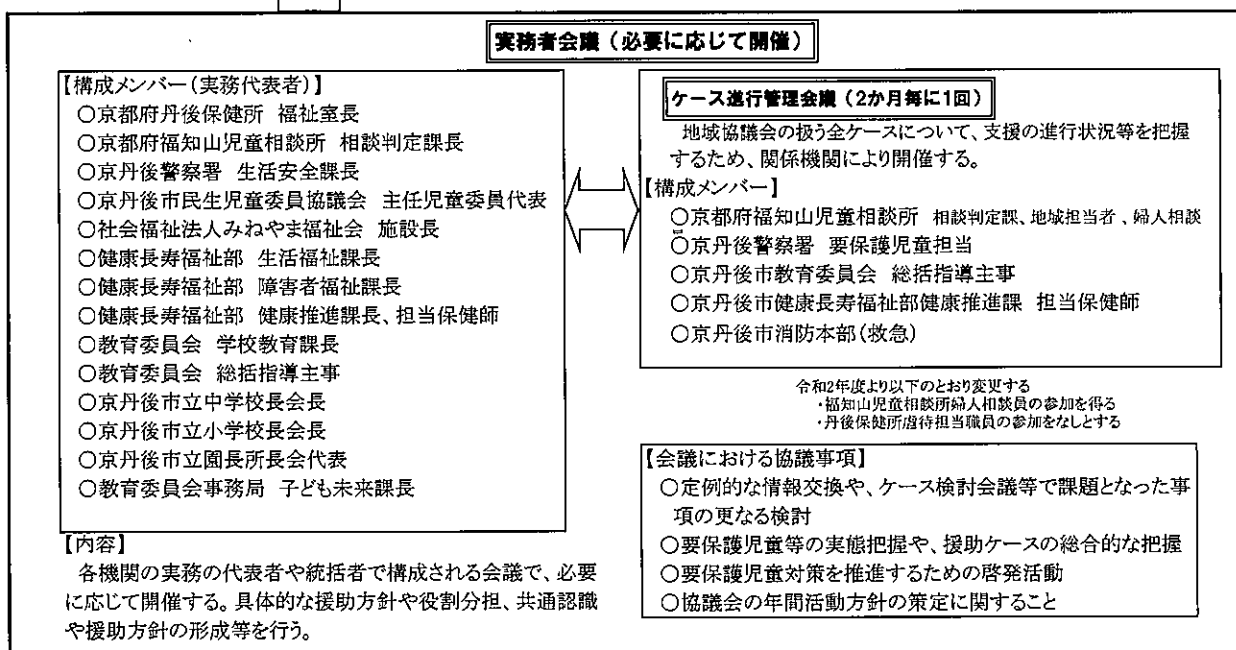 実務者会議（必要に応じて開催）
【構成メンバー（実務代表者）】
○京都府丹後保健所 福祉室長
○京都府福知山児童相談所 相談判定課長
○京丹後警察署 生活安全課長
○京丹後市民生児童委員協議会 主任児童委員代表
○社会福祉法人みねやま福祉会 施設長
○健康長寿福祉部 生活福祉課長
○健康長寿福祉部 障害者福祉課長
○健康長寿福祉部 健康推進課長、担当保健師
○教育委員会 学校教育課長
○教育委員会 総括指導主事
○京丹後市立中学校長会長
○京丹後市立小学校長会長
○京丹後市立園長所長会代表
○教育委員会事務局 子ども未来課長
【内容】
各機関の実務の代表者や統括者で構成される会議で、必要
に応じて開催する。具体的な援助方針や役割分担、共通認識
や援助方針の形成等を行う。
ケース進行管理会議（2か月毎に1回）
地域協議会の扱う全ケースについて、支援の進行状況等を把握
するため、関係機関により開催する。
【構成メンバー】
○京都府福知山児童相談所 相談判定課、地域担当者、婦人相談
○京丹後警察署 要保護児童担当
○京丹後市教育委員会 総括指導主事
○京丹後市健康長寿福祉部健康推進課 担当保健師
○京丹後市消防本部（救急）
令和2年度より以下のとおり変更する
・福知山児童相談所婦人相談員の参加を得る
・丹後保健所虐待担当職員の参加をなしとする
【会議における協議事項】
○定例的な情報交換や、ケース検討会議等で課題となった事
項の更なる検討
○要保護児童等の実態把握や、援助ケースの総合的な把握
○要保護児童対策を推進するための啓発活動
○協議会の年間活動方針の策定に関すること